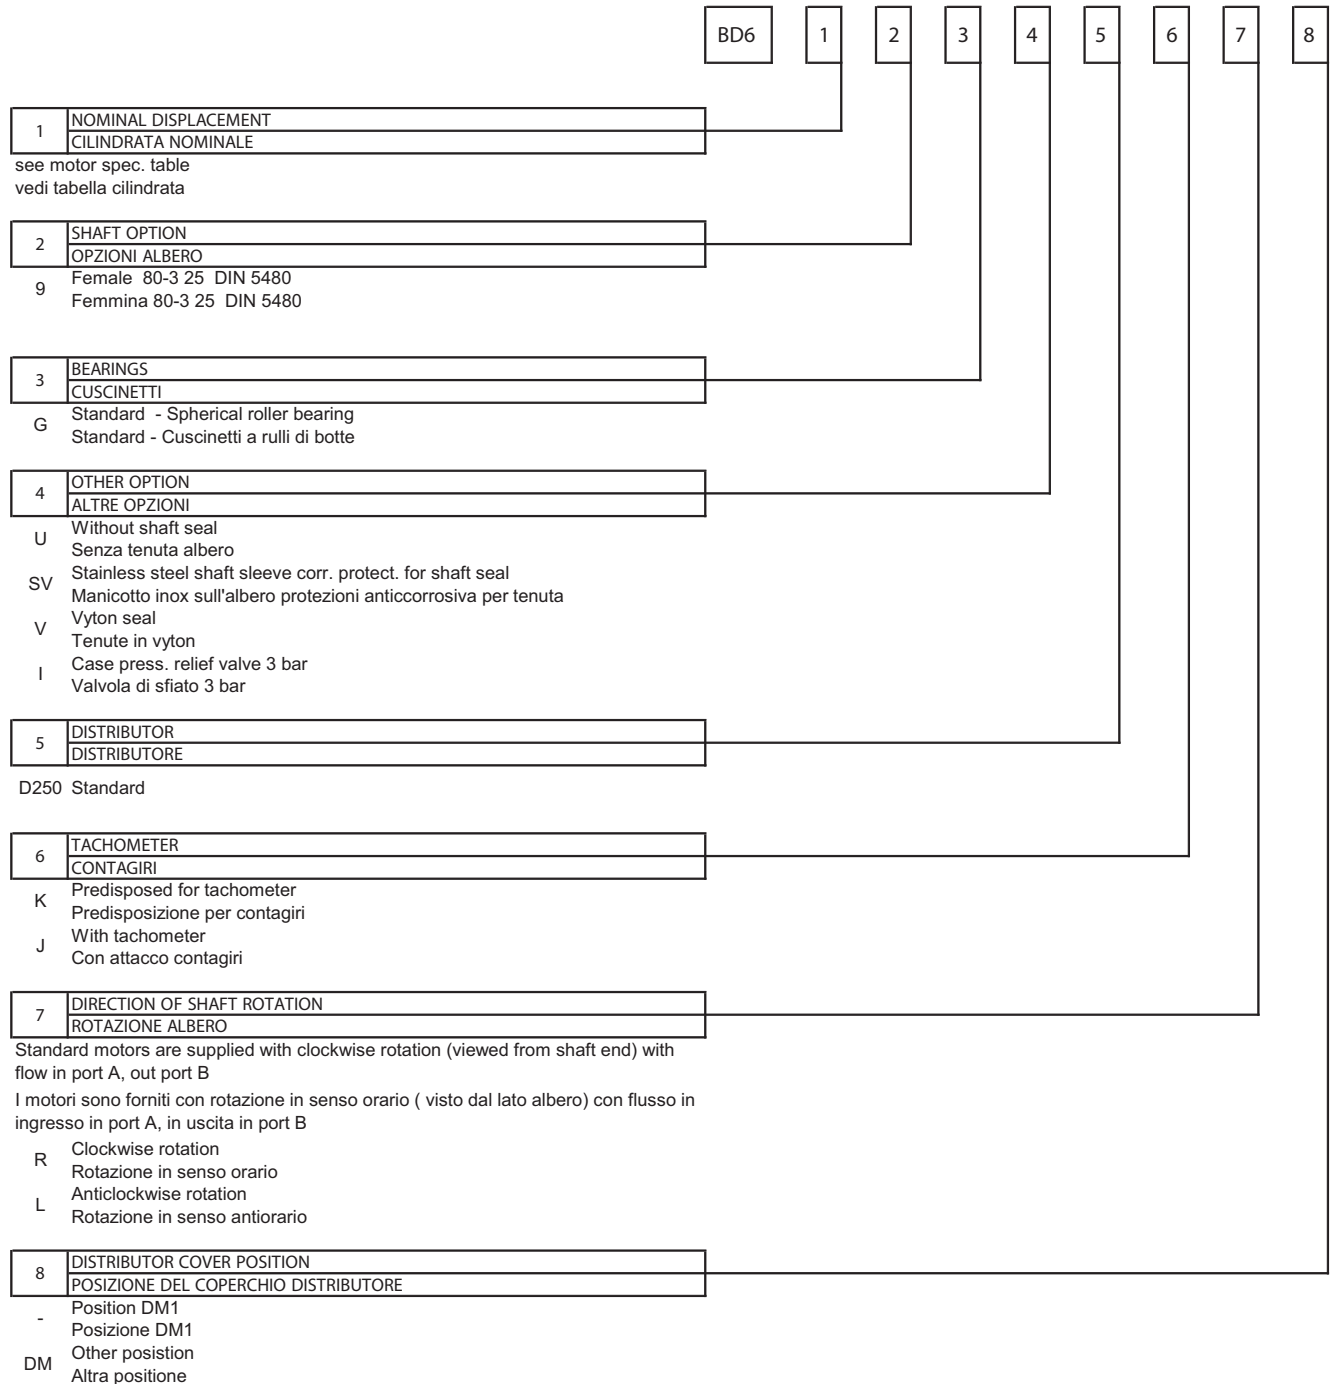 BD6 1 2 3 4 5 6 7 8
1 NOMINAL DISPLACEMENT
CILINDRATA NOMINALE
see motor spec. table
vedi tabella cilindrata
2 SHAFT OPTION
OPZIONI ALBERO
9 Female 80-3 25 DIN 5480
Femmina 80-3 25 DIN 5480
3 BEARINGS
CUSCINETTI
G Standard - Spherical roller bearing
Standard - Cuscinetti a rulli di botte
4 OTHER OPTION
ALTRE OPZIONI
U Without shaft seal
Senza tenuta albero
SV Stainless steel shaft sleeve corr. protect. for shaft seal
Manicotto inox sull'albero protezioni anticcorrosiva per tenuta
V Vyton seal
Tenute in vyton
I Case press. relief valve 3 bar
Valvola di sfiato 3 bar
5 DISTRIBUTOR
DISTRIBUTORE
D250 Standard
6 TACHOMETER
CONTAGIRI
K Predisposed for tachometer
Predisposizione per contagiri
J With tachometer
Con attacco contagiri
7 DIRECTION OF SHAFT ROTATION
ROTAZIONE ALBERO
Standard motors are supplied with clockwise rotation (viewed from shaft end) with
flow in port A, out port B
I motori sono forniti con rotazione in senso orario ( visto dal lato albero) con flusso in
ingresso in port A, in uscita in port B
R Clockwise rotation
Rotazione in senso orario
L Anticlockwise rotation
Rotazione in senso antiorario
8 DISTRIBUTOR COVER POSITION
POSIZIONE DEL COPERCHIO DISTRIBUTORE
- Position DM1
Posizione DM1
DM Other posistion
Altra positione